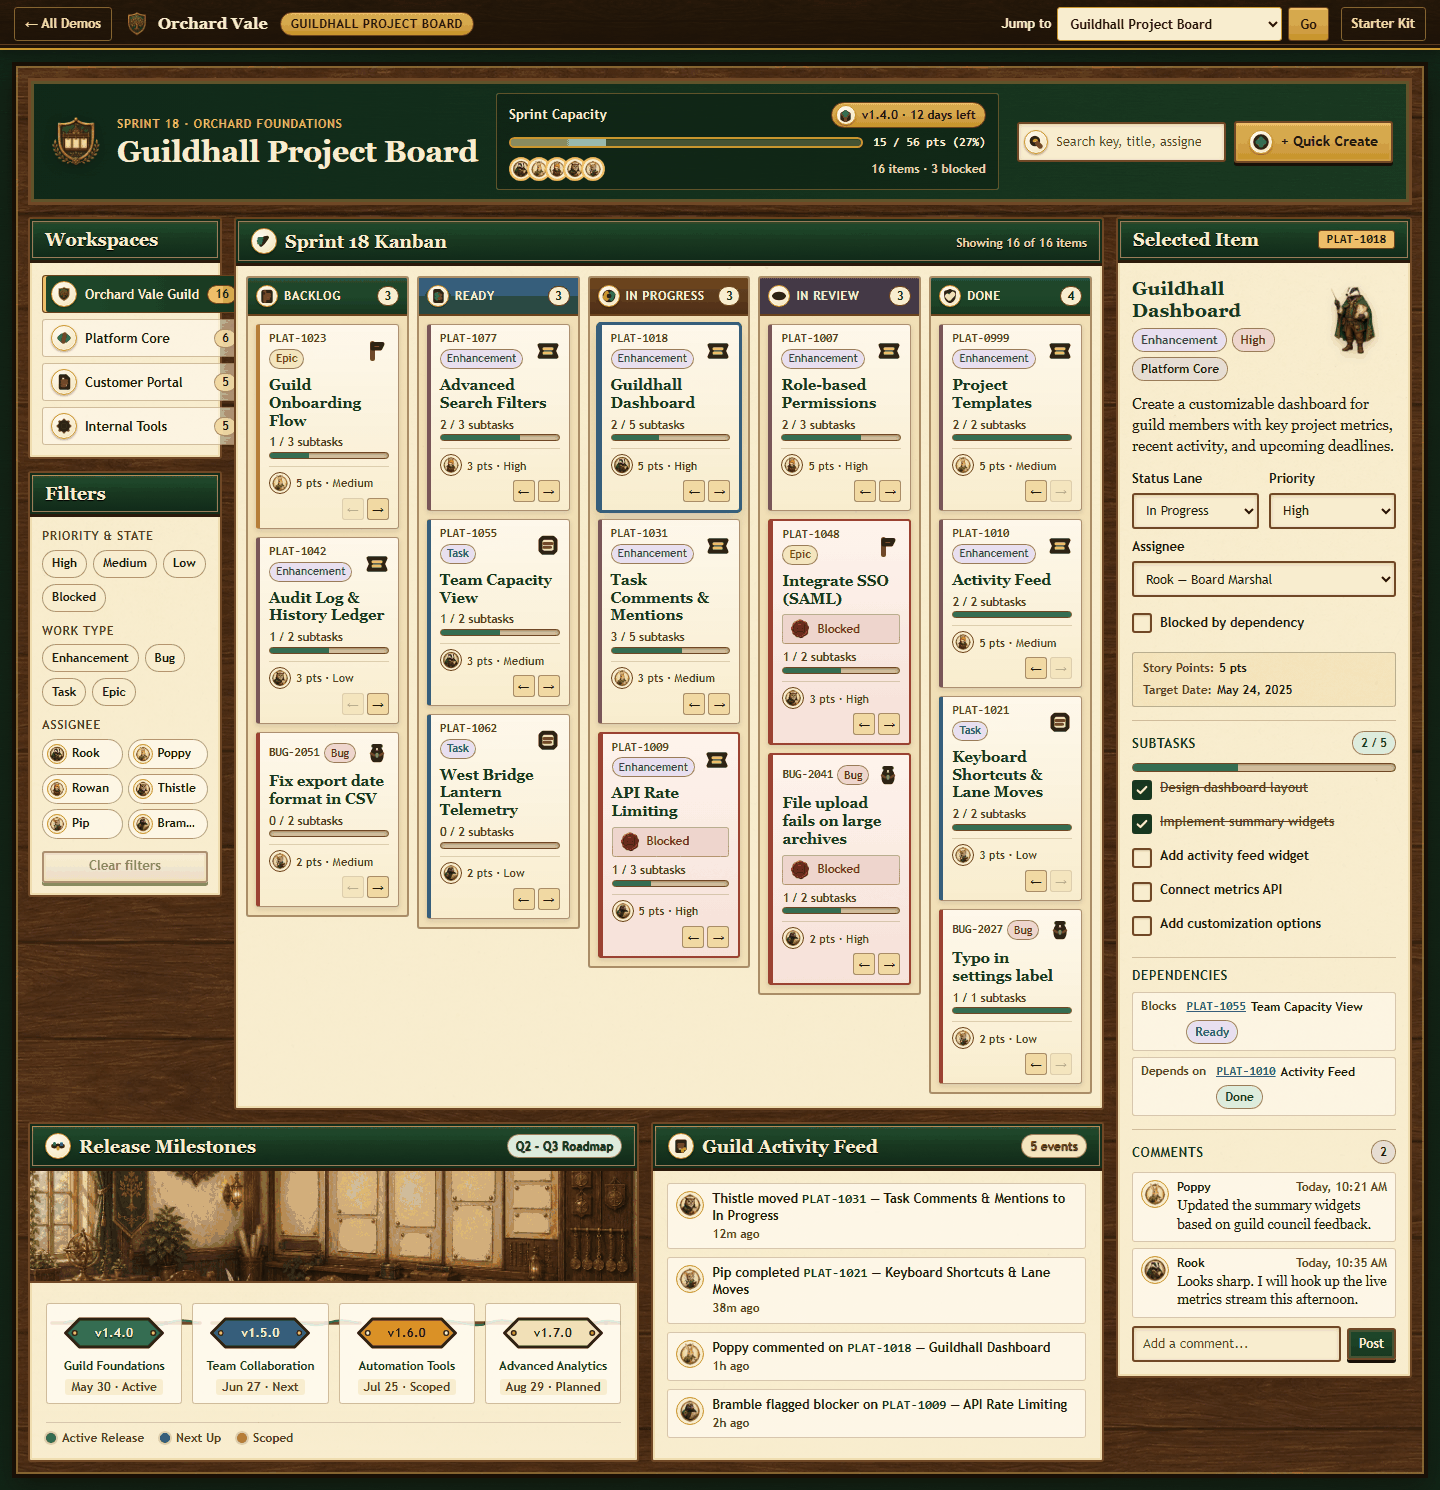 ← All Demos
Orchard Vale
GUILDHALL PROJECT BOARD
Jump to
Guildhall Project Board
Go
Starter Kit
SPRINT 18 · ORCHARD FOUNDATIONS
Guildhall Project Board
Sprint Capacity
v1.4.0 · 12 days left
15 / 56 pts (27%)
16 items · 3 blocked
Search key, title, assigne
+ Quick Create
Workspaces
Orchard Vale Guild 16
Platform Core 6
Customer Portal 5
Internal Tools 5
Filters
PRIORITY & STATE
High Medium Low
Blocked
WORK TYPE
Enhancement Bug
Task Epic
ASSIGNEE
Rook Poppy
Rowan Thistle
Pip Bram...
Clear filters
Sprint 18 Kanban
Showing 16 of 16 items
BACKLOG 3
PLAT-1023
Epic
Guild
Onboarding
Flow
1 / 3 subtasks
5 pts · Medium
← →
PLAT-1042
Enhancement
Audit Log &
History Ledger
1 / 2 subtasks
3 pts · Low
← →
BUG-2051 Bug
Fix export date
format in CSV
0 / 2 subtasks
2 pts · Medium
← →
READY 3
PLAT-1077
Enhancement
Advanced
Search Filters
2 / 3 subtasks
3 pts · High
← →
PLAT-1055
Task
Team Capacity
View
1 / 2 subtasks
3 pts · Medium
← →
PLAT-1062
Task
West Bridge
Lantern
Telemetry
0 / 2 subtasks
2 pts · Low
← →
IN PROGRESS 3
PLAT-1018
Enhancement
Guildhall
Dashboard
2 / 5 subtasks
5 pts · High
← →
PLAT-1031
Enhancement
Task
Comments &
Mentions
3 / 5 subtasks
3 pts · Medium
← →
PLAT-1009
Enhancement
API Rate
Limiting
Blocked
1 / 3 subtasks
5 pts · High
← →
IN REVIEW 3
PLAT-1007
Enhancement
Role-based
Permissions
2 / 3 subtasks
5 pts · High
← →
PLAT-1048
Epic
Integrate SSO
(SAML)
Blocked
1 / 2 subtasks
3 pts · High
← →
BUG-2041 Bug
File upload
fails on large
archives
Blocked
1 / 2 subtasks
2 pts · High
← →
DONE 4
PLAT-0999
Enhancement
Project
Templates
2 / 2 subtasks
5 pts · Medium
← →
PLAT-1010
Enhancement
Activity Feed
2 / 2 subtasks
5 pts · Medium
← →
PLAT-1021
Task
Keyboard
Shortcuts &
Lane Moves
2 / 2 subtasks
3 pts · Low
← →
BUG-2027 Bug
Typo in
settings label
1 / 1 subtasks
2 pts · Low
← →
Selected Item
PLAT-1018
Guildhall
Dashboard
Enhancement High
Platform Core
Create a customizable dashboard for
guild members with key project metrics,
recent activity, and upcoming deadlines.
Status Lane Priority
In Progress High
Assignee
Rook — Board Marshal
Blocked by dependency
Story Points: 5 pts
Target Date: May 24, 2025
SUBTASKS 2 / 5
Design dashboard layout
Implement summary widgets
Add activity feed widget
Connect metrics API
Add customization options
DEPENDENCIES
Blocks PLAT-1055 Team Capacity View
Ready
Depends on PLAT-1010 Activity Feed
Done
COMMENTS 2
Poppy Today, 10:21 AM
Updated the summary widgets
based on guild council feedback.
Rook Today, 10:35 AM
Looks sharp. I will hook up the live
metrics stream this afternoon.
Add a comment...
Post
Release Milestones
Q2 - Q3 Roadmap
v1.4.0
Guild Foundations
May 30 · Active
v1.5.0
Team Collaboration
Jun 27 · Next
v1.6.0
Automation Tools
Jul 25 · Scoped
v1.7.0
Advanced Analytics
Aug 29 · Planned
Active Release Next Up Scoped
Guild Activity Feed
5 events
Thistle moved PLAT-1031 — Task Comments & Mentions to
In Progress
12m ago
Pip completed PLAT-1021 — Keyboard Shortcuts & Lane
Moves
38m ago
Poppy commented on PLAT-1018 — Guildhall Dashboard
1h ago
Bramble flagged blocker on PLAT-1009 — API Rate Limiting
2h ago